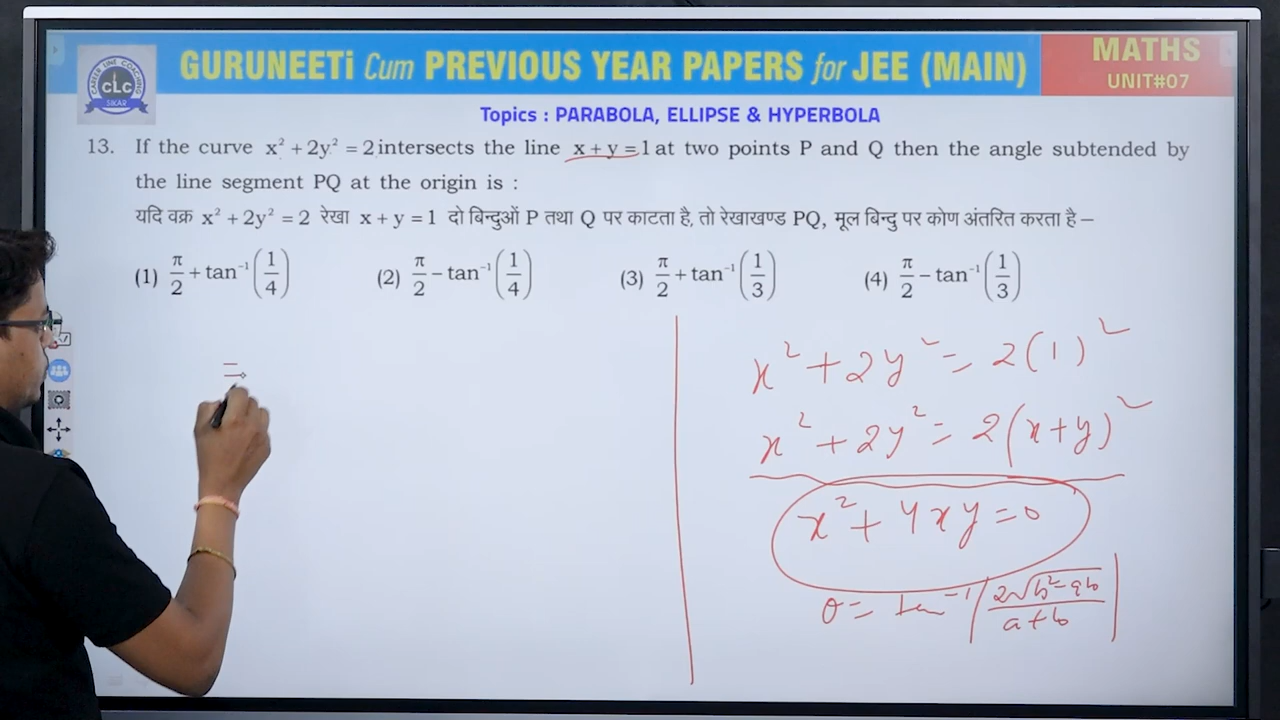 CAREER LINE COACHING
CLC
SIKAR
GURUNEETi Cum PREVIOUS YEAR PAPERS for JEE (MAIN)
MATHS
UNIT#07
Topics : PARABOLA, ELLIPSE & HYPERBOLA
13. If the curve x² + 2y² = 2 intersects the line x + y = 1 at two points P and Q then the angle subtended by
the line segment PQ at the origin is :
यदि वक्र x² + 2y² = 2 रेखा x + y = 1 दो बिन्दुओं P तथा Q पर काटता है, तो रेखाखण्ड PQ, मूल बिन्दु पर कोण अंतरित करता है –
(1) π/2 + tan⁻¹(1/4) (2) π/2 − tan⁻¹(1/4) (3) π/2 + tan⁻¹(1/3) (4) π/2 − tan⁻¹(1/3)
=
x² + 2y² = 2(1)²
x² + 2y² = 2(x+y)²
x² + 4xy = 0
θ = tan⁻¹ |2√(h²-ab)/(a+b)|